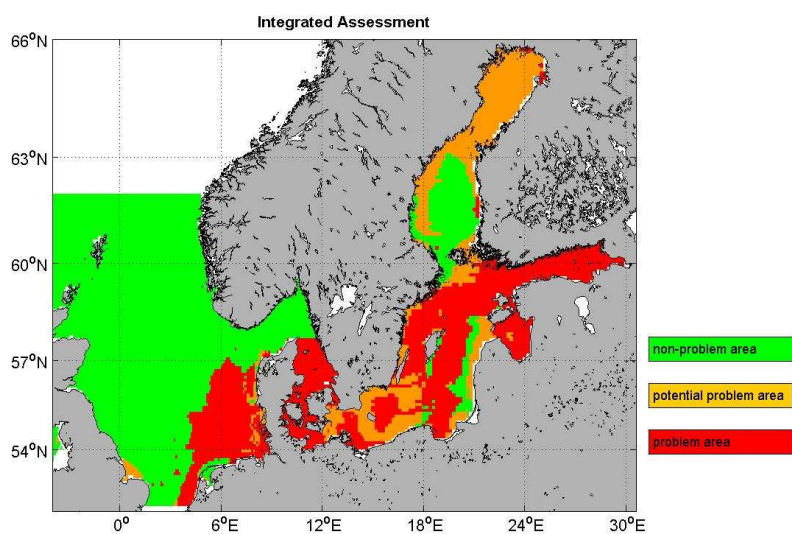 Integrated Assessment
66°N
63°N
60°N
57°N
54°N
0°
6°E
12°E
18°E
24°E
30°E
non-problem area
potential problem area
problem area